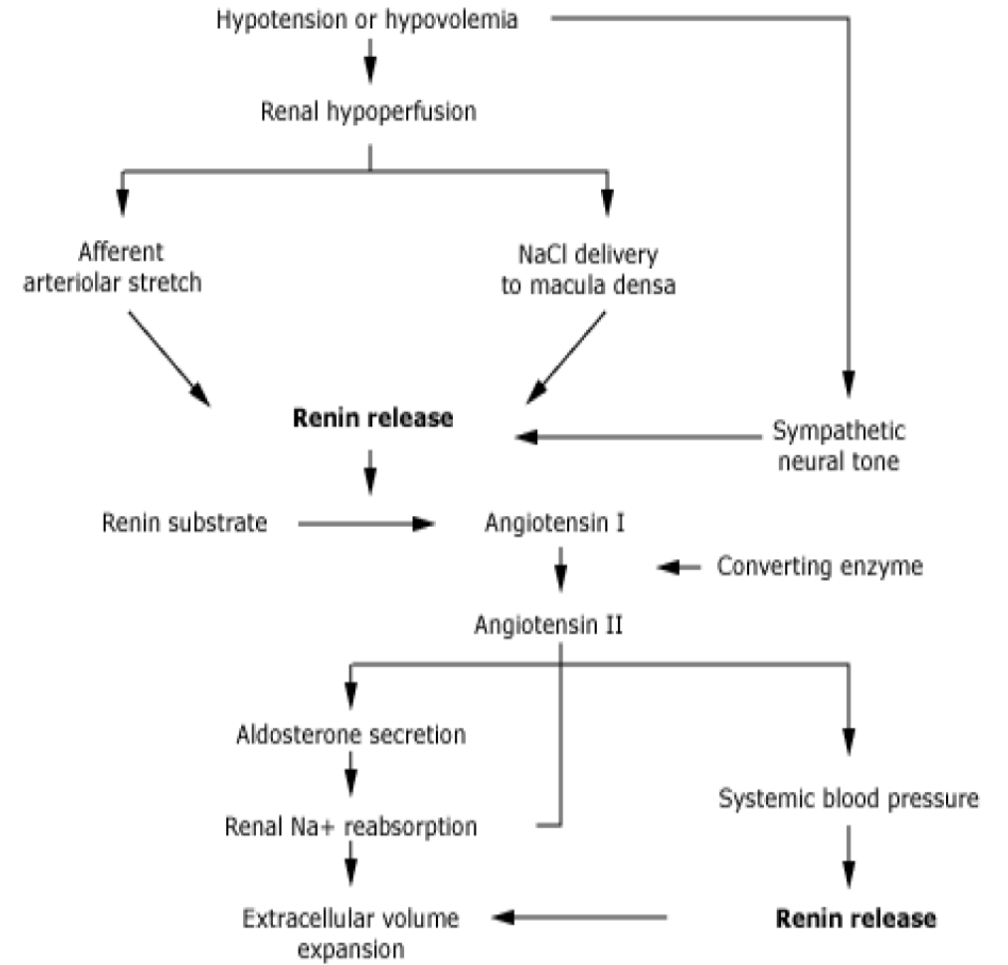 Hypotension or hypovolemia
Renal hypoperfusion
Afferent
arteriolar stretch
NaCl delivery
to macula densa
Renin release
Sympathetic
neural tone
Renin substrate
Angiotensin I
Converting enzyme
Angiotensin II
Aldosterone secretion
Systemic blood pressure
Renal Na+ reabsorption
Extracellular volume
expansion
Renin release